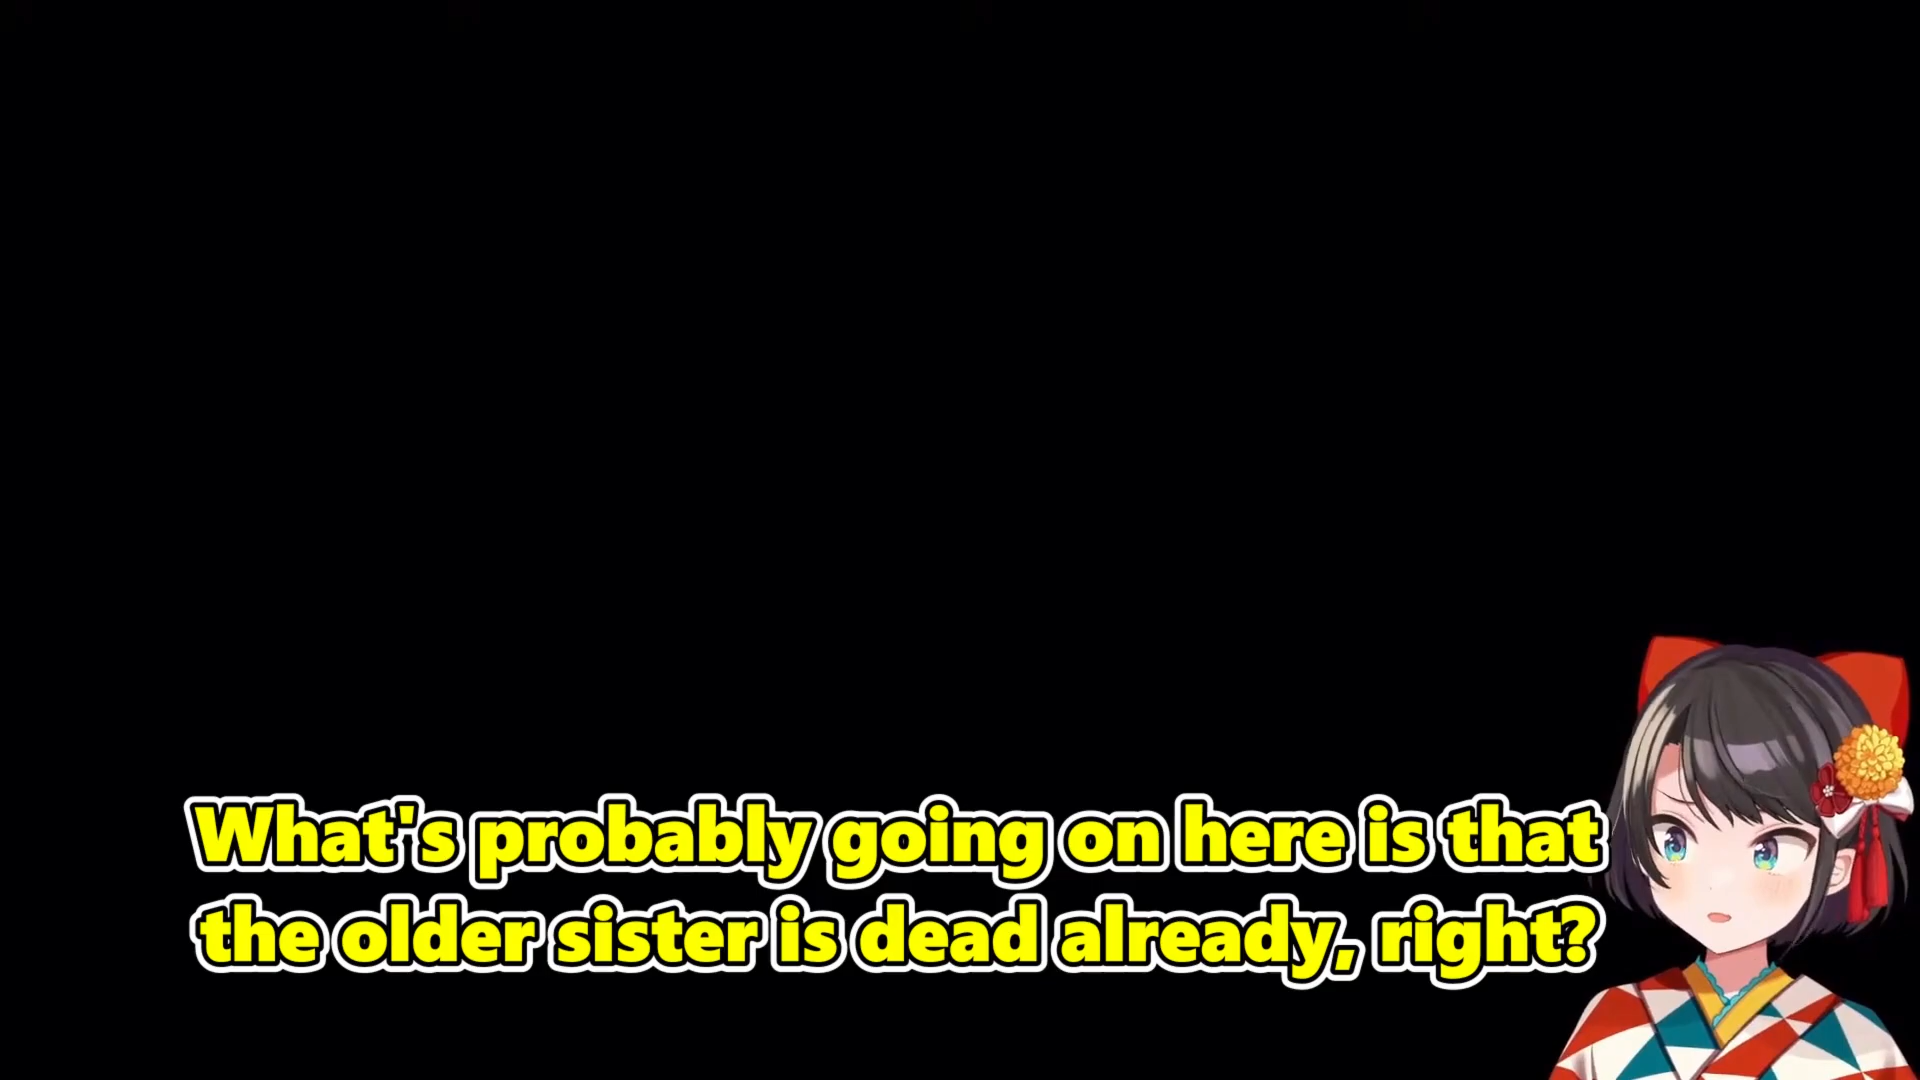 What's probably going on here is that
the older sister is dead already, right?